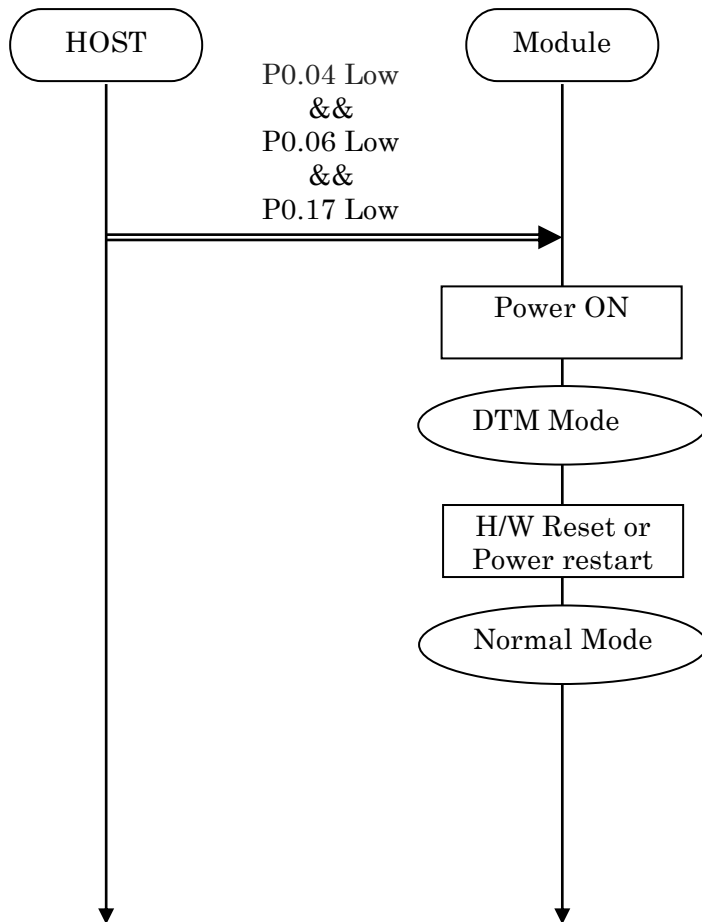 HOST
Module
P0.04 Low
&&
P0.06 Low
&&
P0.17 Low
Power ON
DTM Mode
H/W Reset or
Power restart
Normal Mode